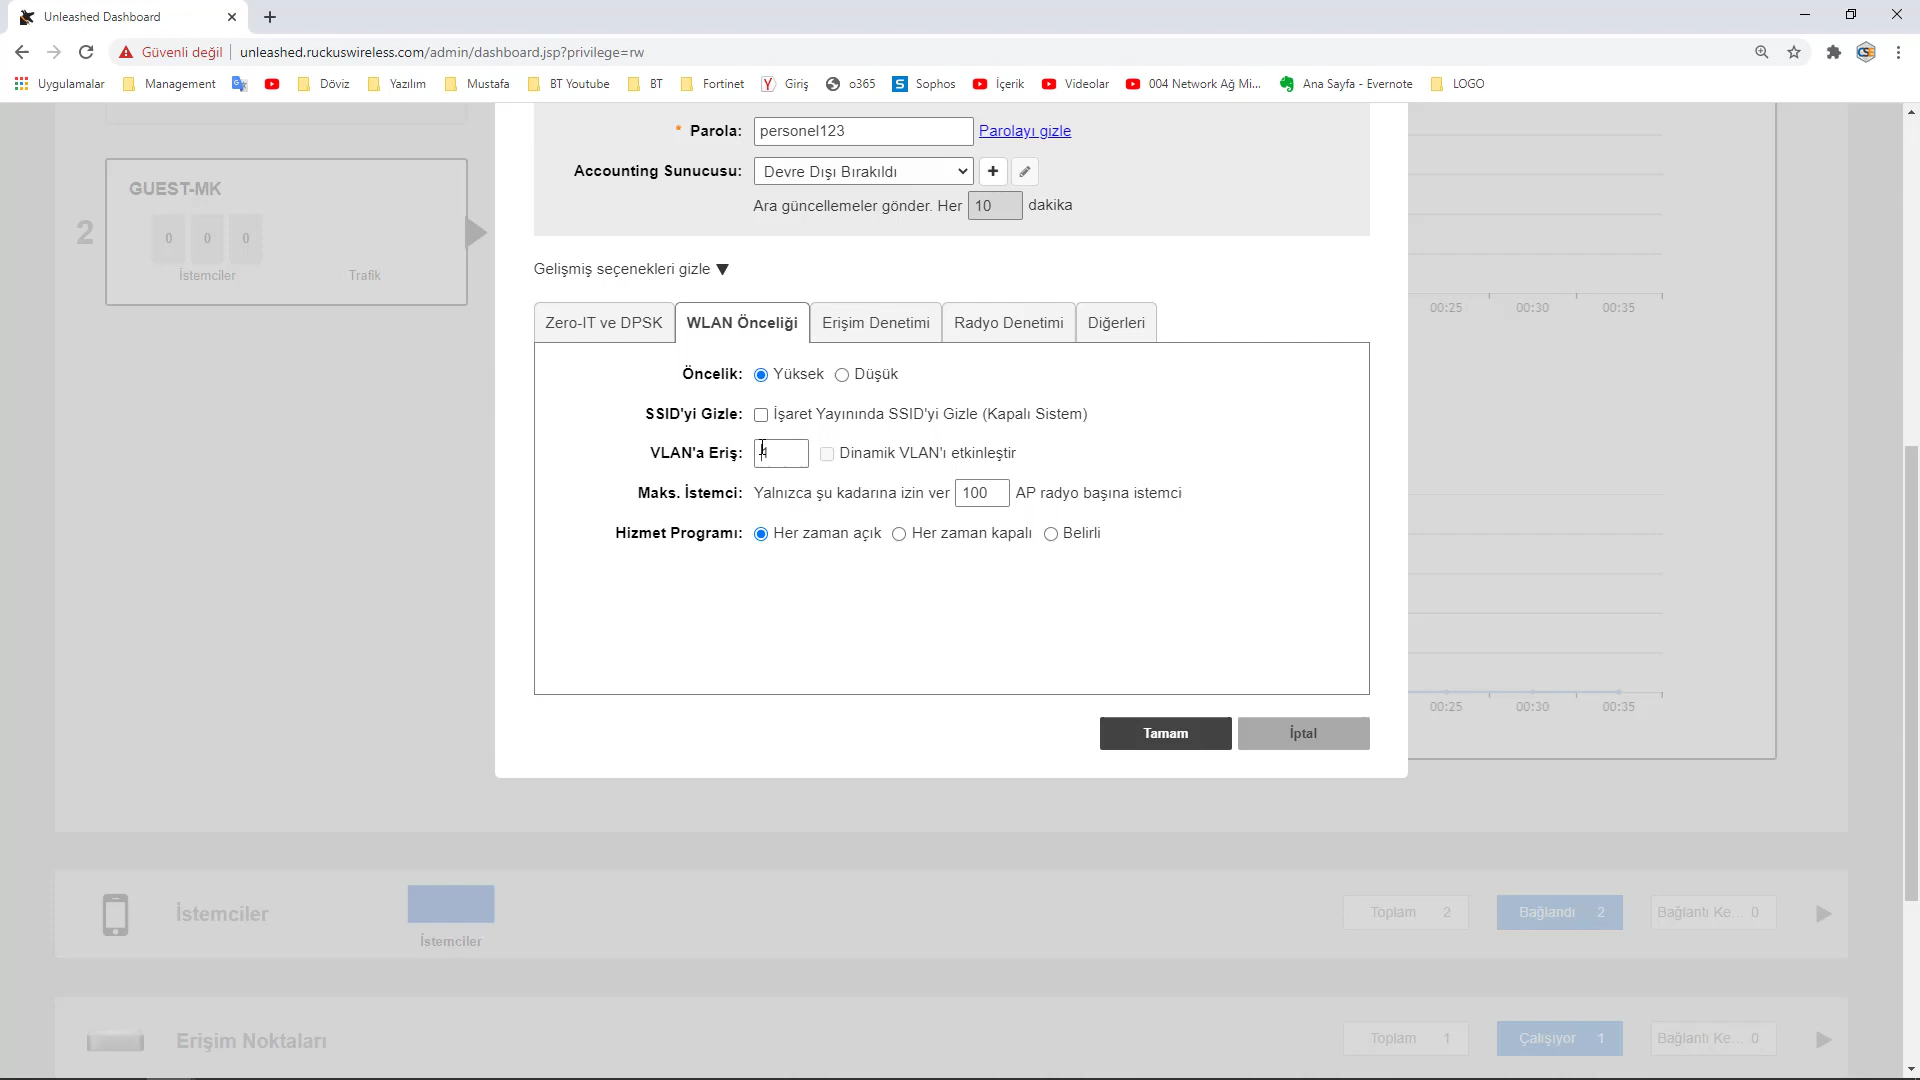 Unleashed Dashboard
Güvenli değil unleashed.ruckuswireless.com/admin/dashboard.jsp?privilege=rw
Uygulamalar Management Döviz Yazılım Mustafa BT Youtube BT Fortinet Giriş o365 Sophos İçerik Videolar 004 Network Ağ Mi... Ana Sayfa - Evernote LOGO
* Parola: personel123 Parolayı gizle
Accounting Sunucusu: Devre Dışı Bırakıldı
Ara güncellemeler gönder. Her 10 dakika
GUEST-MK
2
0 0 0
İstemciler Trafik
Gelişmiş seçenekleri gizle
00:25 00:30 00:35
Zero-IT ve DPSK WLAN Önceliği Erişim Denetimi Radyo Denetimi Diğerleri
Öncelik: Yüksek Düşük
SSID'yi Gizle: İşaret Yayınında SSID'yi Gizle (Kapalı Sistem)
VLAN'a Eriş: Dinamik VLAN'ı etkinleştir
Maks. İstemci: Yalnızca şu kadarına izin ver 100 AP radyo başına istemci
Hizmet Programı: Her zaman açık Her zaman kapalı Belirli
00:25 00:30 00:35
Tamam İptal
İstemciler
İstemciler
Toplam 2 Bağlandı 2 Bağlantı Ke... 0
Erişim Noktaları
Toplam 1 Çalışıyor 1 Bağlantı Ke... 0